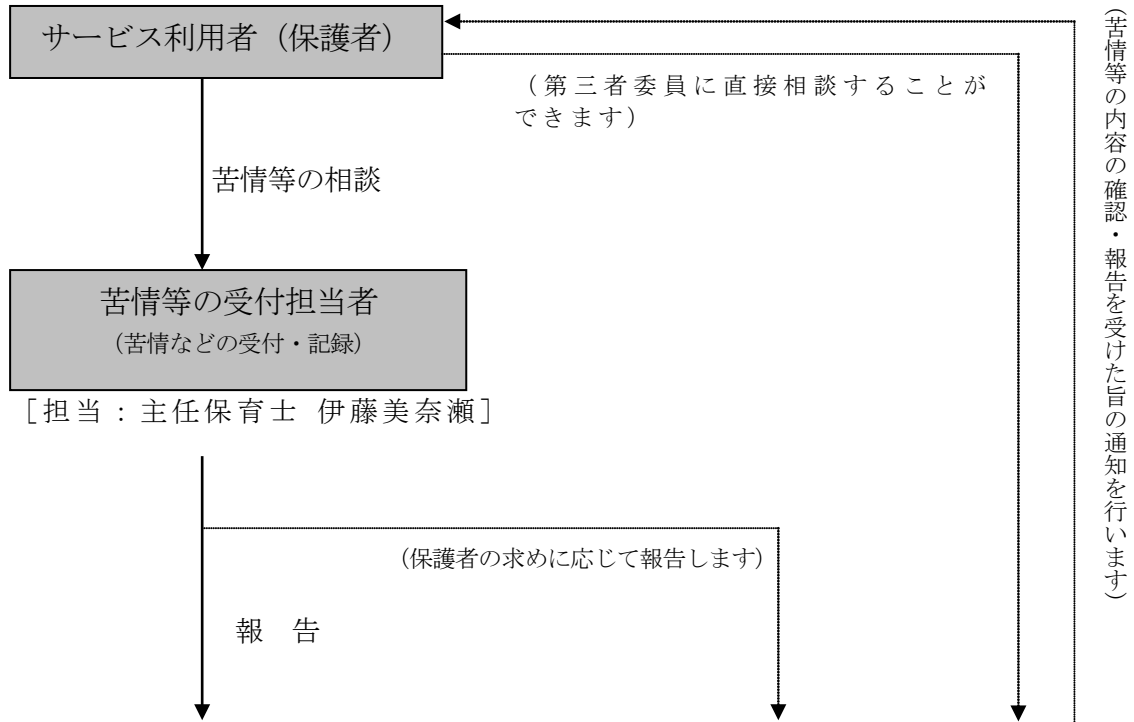 サービス利用者（保護者）
（第三者委員に直接相談することが
できます）
苦情等の相談
苦情等の受付担当者
（苦情などの受付・記録）
［担当：主任保育士 伊藤美奈瀬］
（保護者の求めに応じて報告します）
報　告
（苦情等の内容の確認・報告を受けた旨の通知を行います）